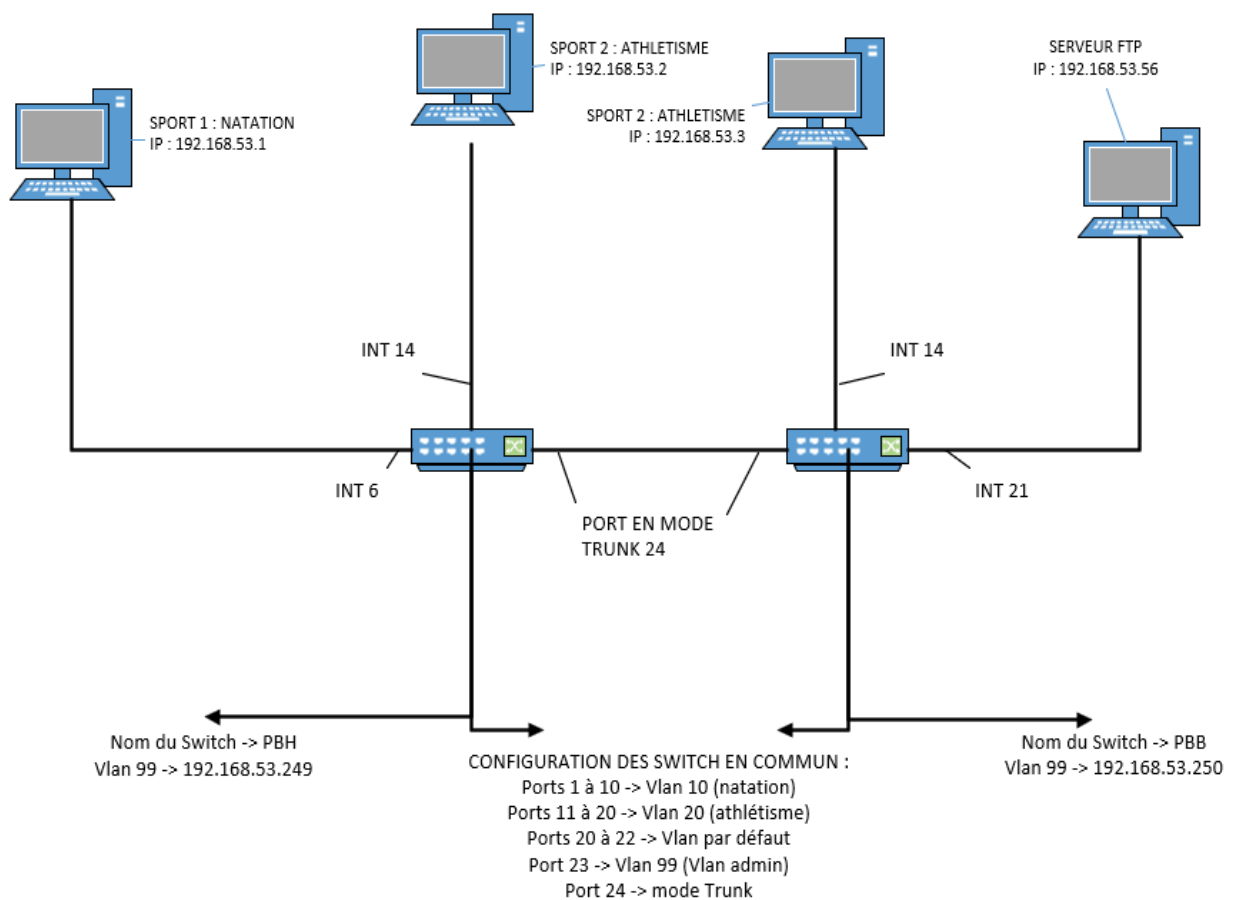 SPORT 2 : ATHLETISME
IP : 192.168.53.2
SERVEUR FTP
IP : 192.168.53.56
SPORT 1 : NATATION
IP : 192.168.53.1
SPORT 2 : ATHLETISME
IP : 192.168.53.3
INT 14
INT 14
INT 6
INT 21
PORT EN MODE
TRUNK 24
Nom du Switch -> PBH
Vlan 99 -> 192.168.53.249
Nom du Switch -> PBB
Vlan 99 -> 192.168.53.250
CONFIGURATION DES SWITCH EN COMMUN :
Ports 1 à 10 -> Vlan 10 (natation)
Ports 11 à 20 -> Vlan 20 (athlétisme)
Ports 20 à 22 -> Vlan par défaut
Port 23 -> Vlan 99 (Vlan admin)
Port 24 -> mode Trunk